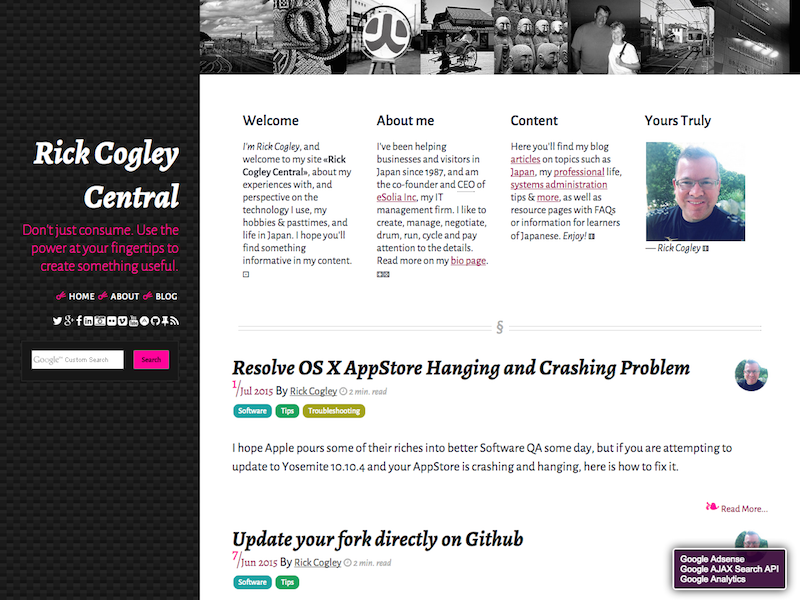 Rick Cogley
Central
Don't just consume. Use the
power at your fingertips to
create something useful.
HOME ABOUT BLOG
Google™ Custom Search
Search
Welcome
I'm Rick Cogley, and
welcome to my site «Rick
Cogley Central», about my
experiences with, and
perspective on the
technology I use, my
hobbies & pasttimes, and
life in Japan. I hope you'll
find something
informative in my content.
About me
I've been helping
businesses and visitors in
Japan since 1987, and am
the co-founder and CEO of
eSolia Inc, my IT
management firm. I like to
create, manage, negotiate,
drum, run, cycle and pay
attention to the details.
Read more on my bio page.
Content
Here you'll find my blog
articles on topics such as
Japan, my professional life,
systems administration
tips & more, as well as
resource pages with FAQs
or information for learners
of Japanese. Enjoy!
Yours Truly
— Rick Cogley
§
Resolve OS X AppStore Hanging and Crashing Problem
1/Jul 2015 By Rick Cogley 2 min. read
Software Tips Troubleshooting
I hope Apple pours some of their riches into better Software QA some day, but if you are attempting to
update to Yosemite 10.10.4 and your AppStore is crashing and hanging, here is how to fix it.
Read More...
Update your fork directly on Github
7/Jun 2015 By Rick Cogley 2 min. read
Software Tips
Google Adsense
Google AJAX Search API
Google Analytics